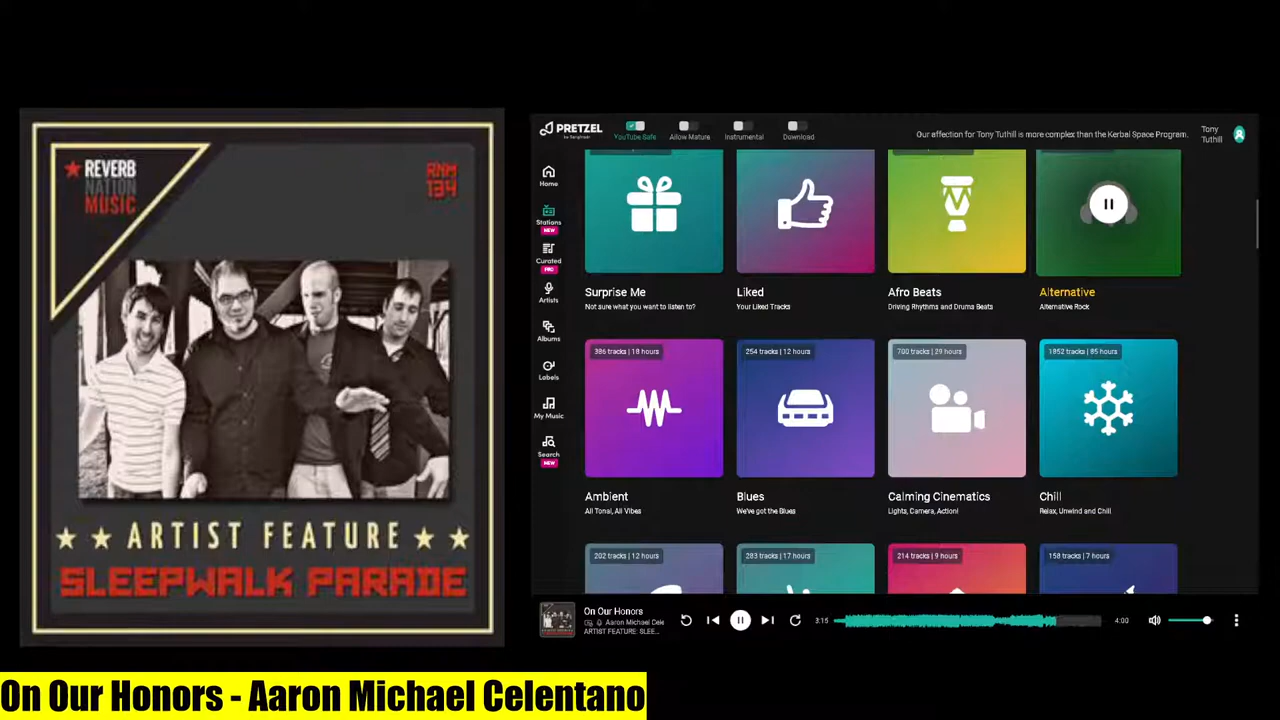 REVERB
NATION
MUSIC
RNM
134
ARTIST FEATURE
SLEEPWALK PARADE
PRETZEL
YouTube Safe
Allow Mature
Instrumental
Download
Our affection for Tony Tuthill is more complex than the Kerbal Space Program.
Tony
Tuthill
Home
Stations
NEW
Curated
PRO
Artists
Albums
Labels
My Music
Search
NEW
Surprise Me
Not sure what you want to listen to?
Liked
Your Liked Tracks
Afro Beats
Driving Rhythms and Drums Beats
Alternative
Alternative Rock
386 tracks | 18 hours
254 tracks | 12 hours
700 tracks | 29 hours
1852 tracks | 85 hours
Ambient
All Tonal, All Vibes
Blues
We've got the Blues
Calming Cinematics
Lights, Camera, Action!
Chill
Relax, Unwind and Chill
202 tracks | 12 hours
283 tracks | 17 hours
214 tracks | 9 hours
158 tracks | 7 hours
On Our Honors
Aaron Michael Cele
ARTIST FEATURE: SLEE...
3:15
4:00
On Our Honors - Aaron Michael Celentano